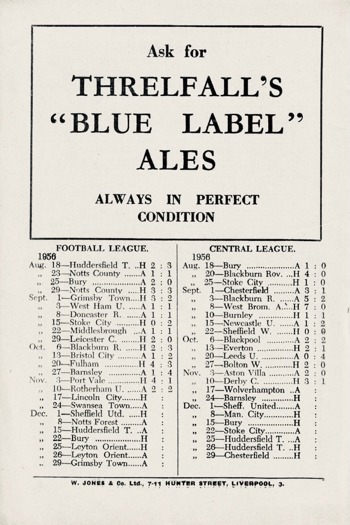 Ask for
THRELFALL'S
"BLUE LABEL"
ALES
ALWAYS IN PERFECT
CONDITION
FOOTBALL LEAGUE.
1956
Aug. 18—Huddersfield T. ..H 2 : 3
„ 23—Notts County ......A 1 : 1
„ 25—Bury ..................A 2 : 0
„ 29—Notts County ......H 3 : 3
Sept. 1—Grimsby Town...H 3 : 2
„ 3—West Ham U. ......A 1 : 1
„ 8—Doncaster R. ......A 1 : 1
„ 15—Stoke City .........H 0 : 2
„ 22—Middlesbrough ...A 1 : 1
„ 29—Leicester C. ........H 2 : 0
Oct. 6—Blackburn R. ......H 2 : 3
„ 13—Bristol City .........A 1 : 2
„ 20—Fulham ...............H 4 : 3
„ 27—Barnsley ............A 1 : 4
Nov. 3—Port Vale ............H 4 : 1
„ 10—Rotherham U. ....A 2 : 2
„ 17—Lincoln City........H :
„ 24—Swansea Town....A :
Dec. 1—Sheffield Utd. ......H :
„ 8—Notts Forest ........A :
„ 15—Huddersfield T. ..A :
„ 22—Bury ..................H :
„ 25—Leyton Orient......H :
„ 26—Leyton Orient......A :
„ 29—Grimsby Town.....A :
CENTRAL LEAGUE.
1956
Aug. 18—Bury ..................A 1 : 0
„ 20—Blackburn Rov. ...H 4 : 0
„ 25—Stoke City ..........H 1 : 0
Sept. 1—Chesterfield ........A 3 : 1
„ 3—Blackburn R. ......A 5 : 2
„ 8—West Brom. A. ...H 7 : 0
„ 10—Burnley ..............H 1 : 1
„ 15—Newcastle U. ......A 1 : 2
„ 22—Sheffield W. ........H 0 : 0
Oct. 6—Blackpool ............A 2 : 2
„ 13—Everton ..............H 2 : 1
„ 20—Leeds U. .............A 0 : 4
„ 27—Bolton W. ...........H 2 : 0
Nov. 3—Aston Villa .........A 2 : 0
„ 10—Derby C. .............H 3 : 1
„ 17—Wolverhampton ..A :
„ 24—Barnsley .............H :
Dec. 1—Sheff. United.......A :
„ 8—Man. City............H :
„ 15—Bury ...................H :
„ 22—Stoke City ..........A :
„ 25—Huddersfield T. ..A :
„ 26—Huddersfield T. ..H :
„ 29—Chesterfield ........H :
W. JONES & Co. Ltd., 7-11 HUNTER STREET, LIVERPOOL, 3.